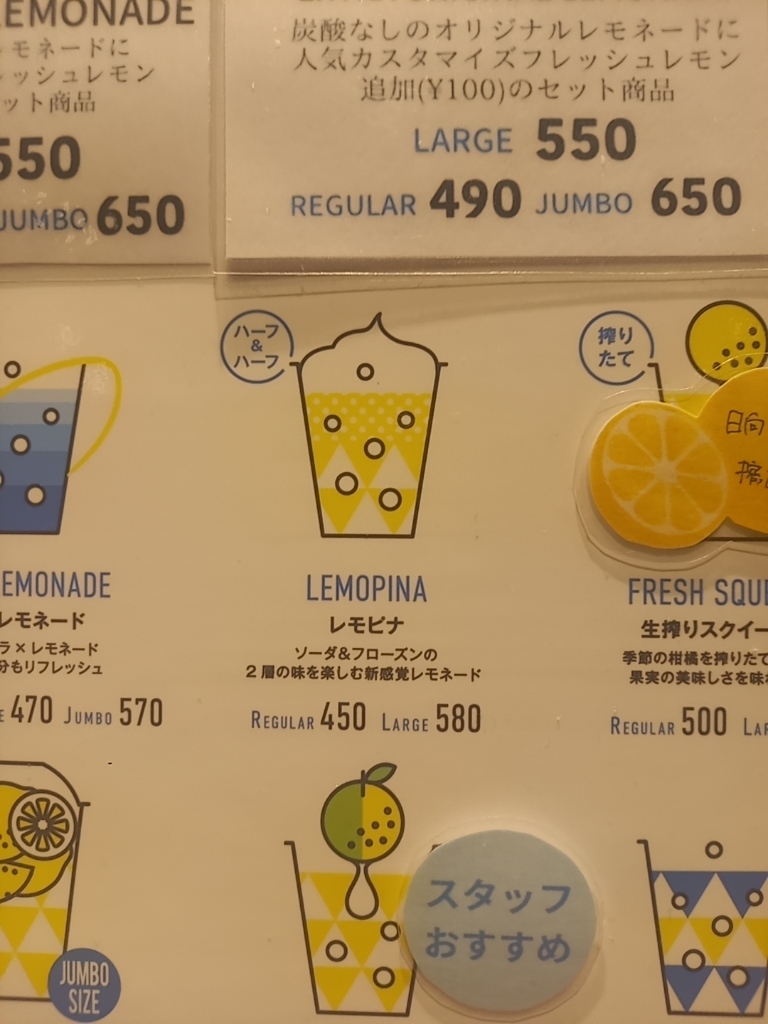 EMONADE
モネードに
ッシュレモン
ット商品
550
JUMBO 650
炭酸なしのオリジナルレモネードに
人気カスタマイズフレッシュレモン
追加(¥100)のセット商品
LARGE 550
REGULAR 490 JUMBO 650
ハーフ
&
ハーフ
搾り
たて
日向
EMONADE
レモネード
ラ×レモネード
分もリフレッシュ
470 JUMBO 570
LEMOPINA
レモピナ
ソーダ&フローズンの
2層の味を楽しむ新感覚レモネード
REGULAR 450 LARGE 580
FRESH SQUE
生搾りスクイー
季節の柑橘を搾りたて
果実の美味しさを味わ
REGULAR 500 LAR
JUMBO
SIZE
スタッフ
おすすめ